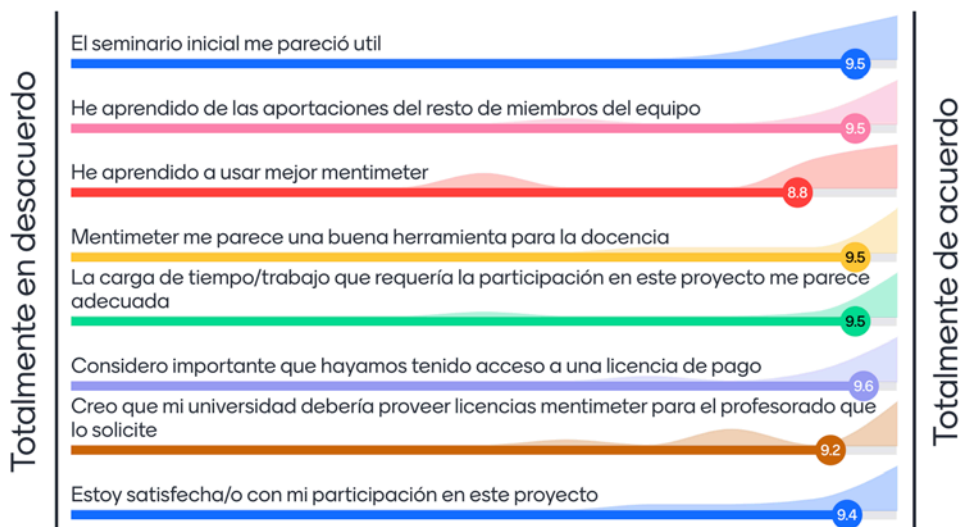 Totalmente en desacuerdo
El seminario inicial me pareció util
9.5
He aprendido de las aportaciones del resto de miembros del equipo
9.5
He aprendido a usar mejor mentimeter
8.8
Mentimeter me parece una buena herramienta para la docencia
9.5
La carga de tiempo/trabajo que requería la participación en este proyecto me parece
adecuada
9.5
Considero importante que hayamos tenido acceso a una licencia de pago
9.6
Creo que mi universidad debería proveer licencias mentimeter para el profesorado que
lo solicite
9.2
Estoy satisfecha/o con mi participación en este proyecto
9.4
Totalmente de acuerdo